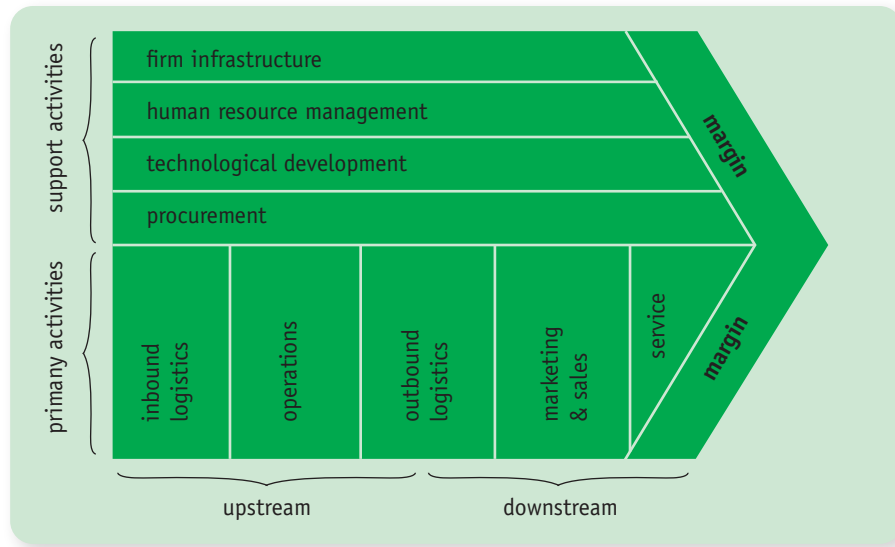 support activities
firm infrastructure
human resource management
technological development
procurement
margin
primany activities
inbound
logistics
operations
outbound
logistics
marketing
& sales
service
margin
upstream
downstream